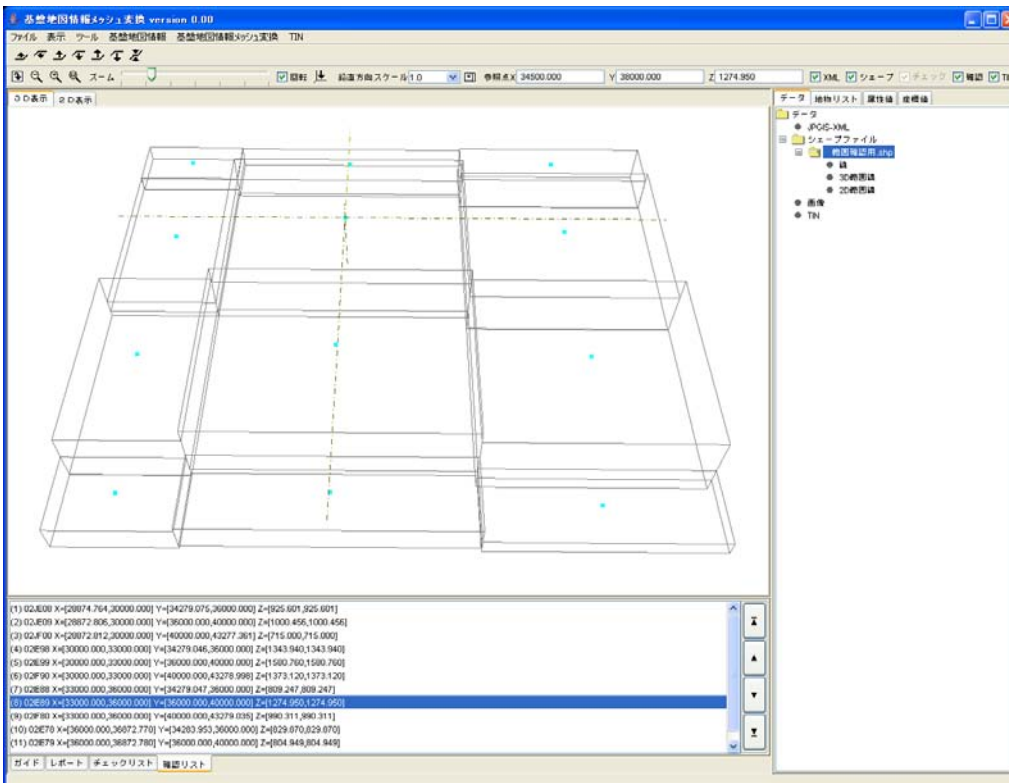 基盤地図情報メッシュ変換 version 0.00
ファイル 表示 ツール 基盤地図情報 基盤地図情報メッシュ変換 TIN
ズーム 回転 鉛直方向スケール 1.0 参照点X 34500.000 Y 38000.000 Z 1274.950 XML シェープ チェック 確認
3D表示 2D表示
データ 地物リスト 属性値 座標値
データ
JPGIS-XML
シェープファイル
範囲確認用.shp
線
3D範囲線
2D範囲線
画像
TIN
(1) 02JE08 X=[28874.764,30000.000] Y=[34279.075,36000.000] Z=[925.601,925.601]
(2) 02JE09 X=[28872.806,30000.000] Y=[36000.000,40000.000] Z=[1000.456,1000.456]
(3) 02JF00 X=[28872.812,30000.000] Y=[40000.000,43277.361] Z=[715.000,715.000]
(4) 02IE98 X=[30000.000,33000.000] Y=[34279.046,36000.000] Z=[1343.940,1343.940]
(5) 02IE99 X=[30000.000,33000.000] Y=[36000.000,40000.000] Z=[1580.760,1580.760]
(6) 02IF90 X=[30000.000,33000.000] Y=[40000.000,43278.998] Z=[1373.120,1373.120]
(7) 02IE88 X=[33000.000,36000.000] Y=[34279.047,36000.000] Z=[809.247,809.247]
(8) 02IE89 X=[33000.000,36000.000] Y=[36000.000,40000.000] Z=[1274.950,1274.950]
(9) 02IF80 X=[33000.000,36000.000] Y=[40000.000,43279.035] Z=[990.311,990.311]
(10) 02IE78 X=[36000.000,36872.770] Y=[34283.953,36000.000] Z=[829.870,829.870]
(11) 02IE79 X=[36000.000,36872.780] Y=[36000.000,40000.000] Z=[804.949,804.949]
ガイド レポート チェックリスト 確認リスト